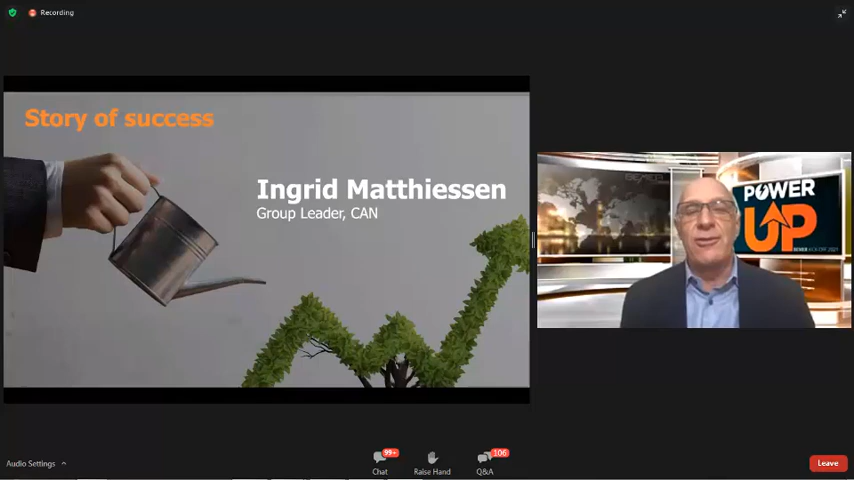 Recording
Story of success
Ingrid Matthiessen
Group Leader, CAN
POWER
UP
Audio Settings
99+
Chat
Raise Hand
106
Q&A
Leave